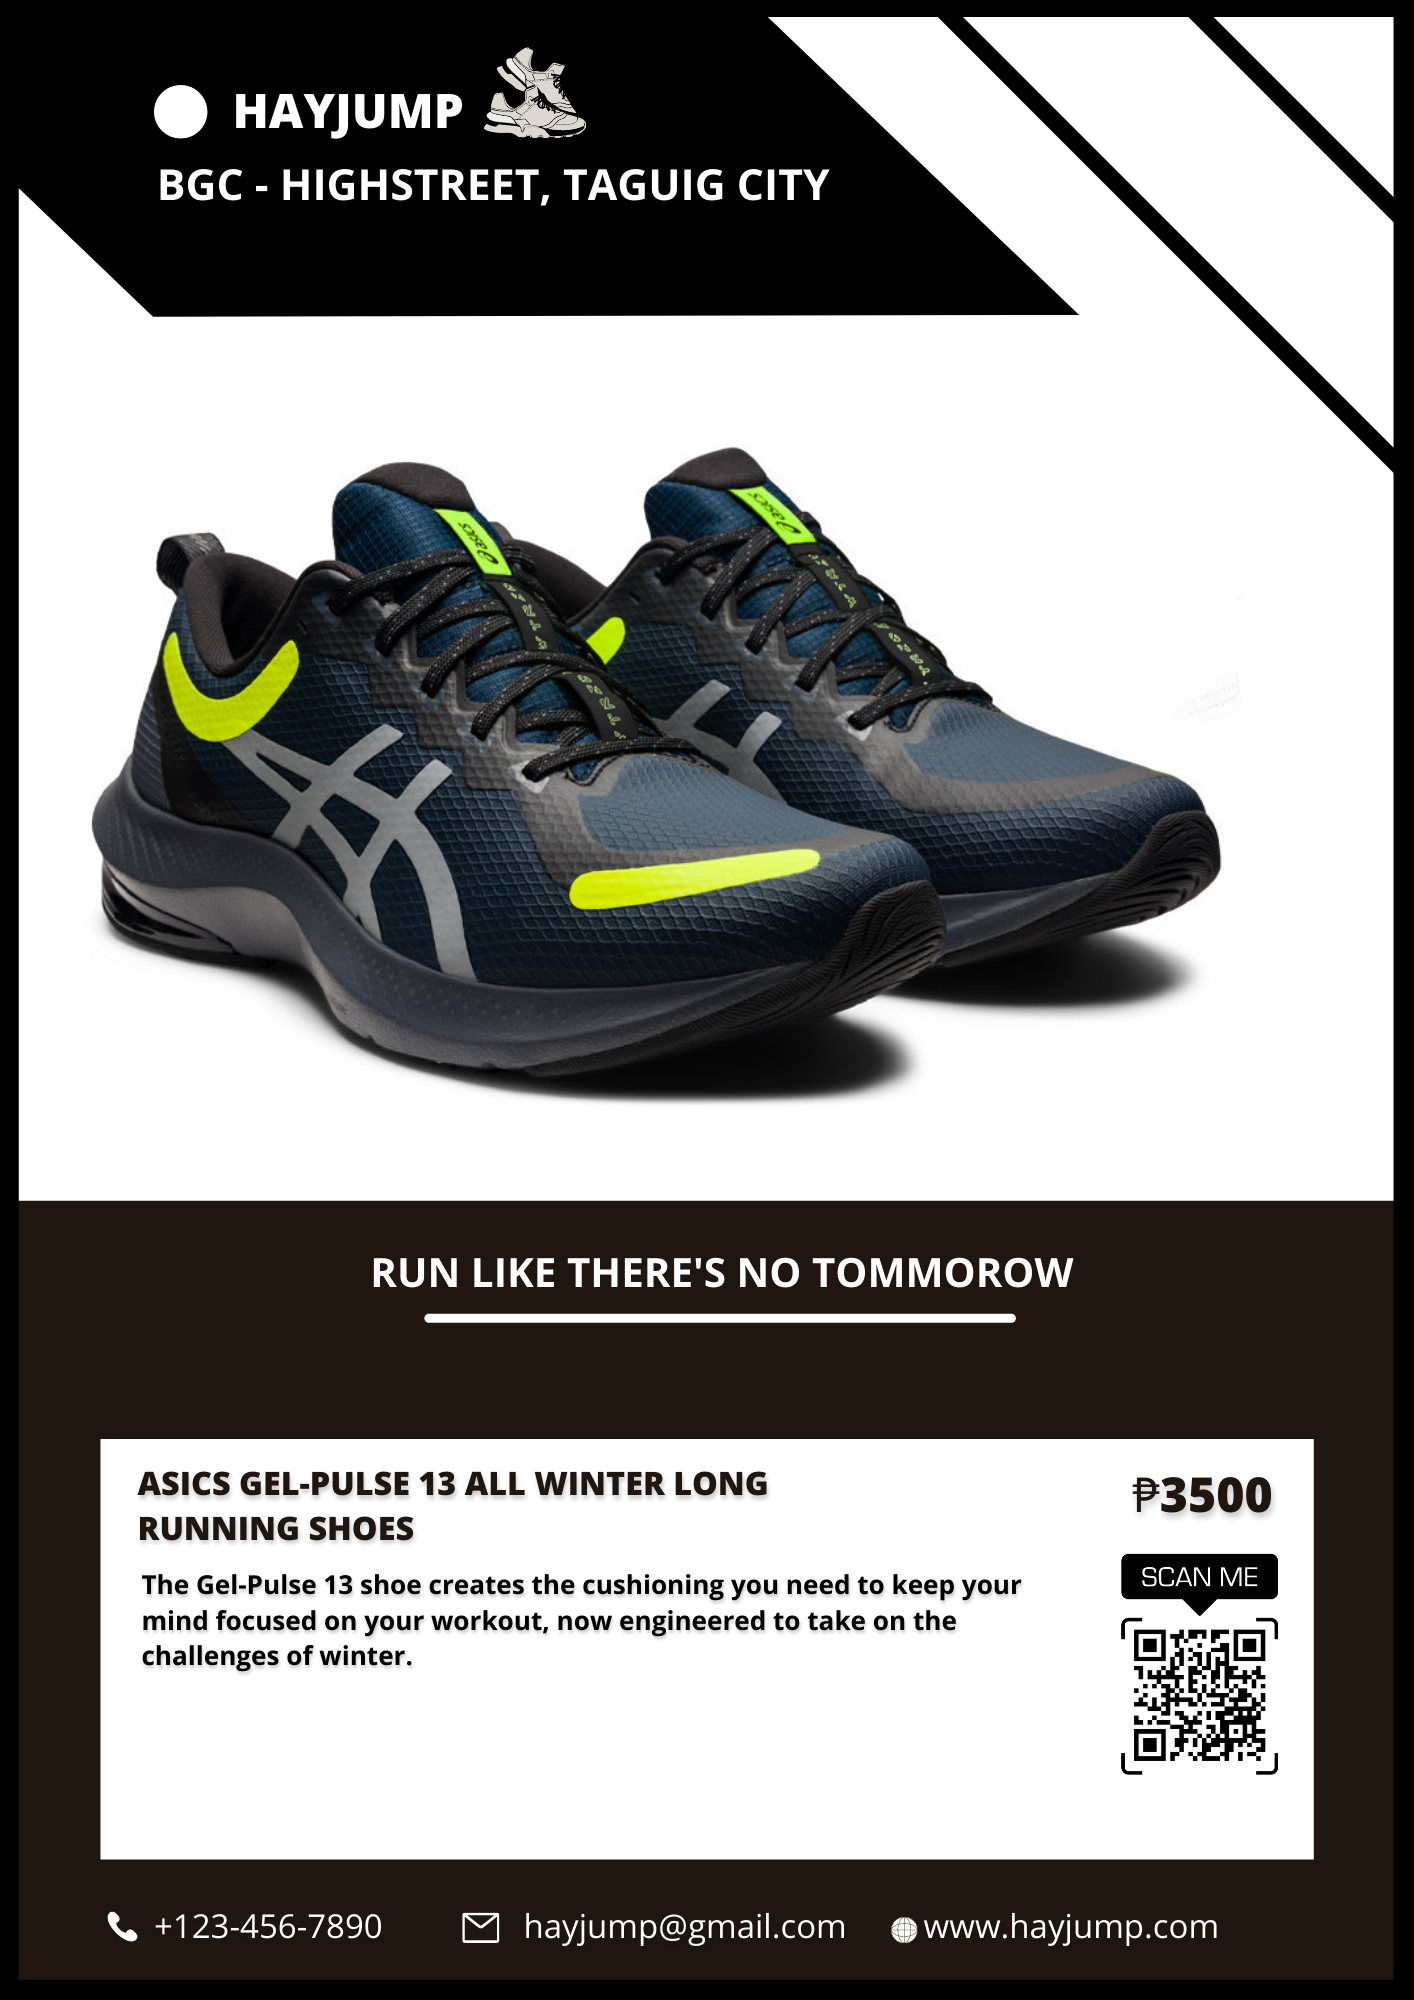 HAYJUMP
BGC - HIGHSTREET, TAGUIG CITY
asics
asics
RUN LIKE THERE'S NO TOMMOROW
ASICS GEL-PULSE 13 ALL WINTER LONG
RUNNING SHOES
₱3500
The Gel-Pulse 13 shoe creates the cushioning you need to keep your
mind focused on your workout, now engineered to take on the
challenges of winter.
SCAN ME
+123-456-7890
hayjump@gmail.com
www.hayjump.com